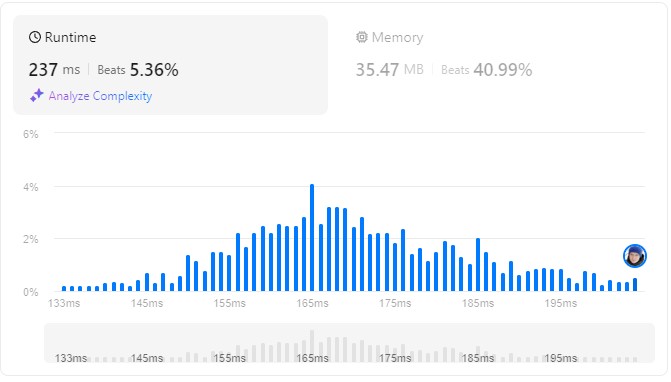 Runtime
237 ms | Beats 5.36%
Analyze Complexity
Memory
35.47 MB | Beats 40.99%
6%
4%
2%
0%
133ms 145ms 155ms 165ms 175ms 185ms 195ms
133ms 145ms 155ms 165ms 175ms 185ms 195ms